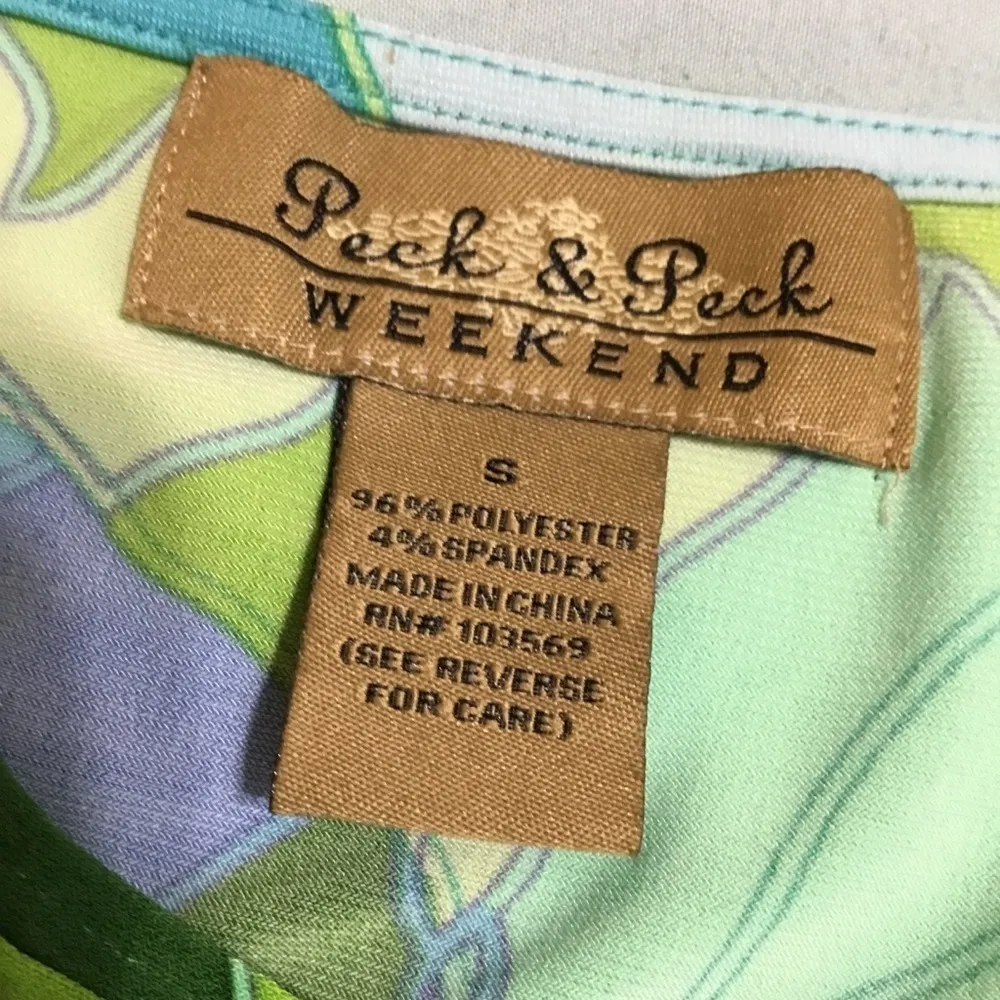 Peck & Peck
WEEKEND
S
96% POLYESTER
4% SPANDEX
MADE IN CHINA
RN# 103569
(SEE REVERSE
FOR CARE)